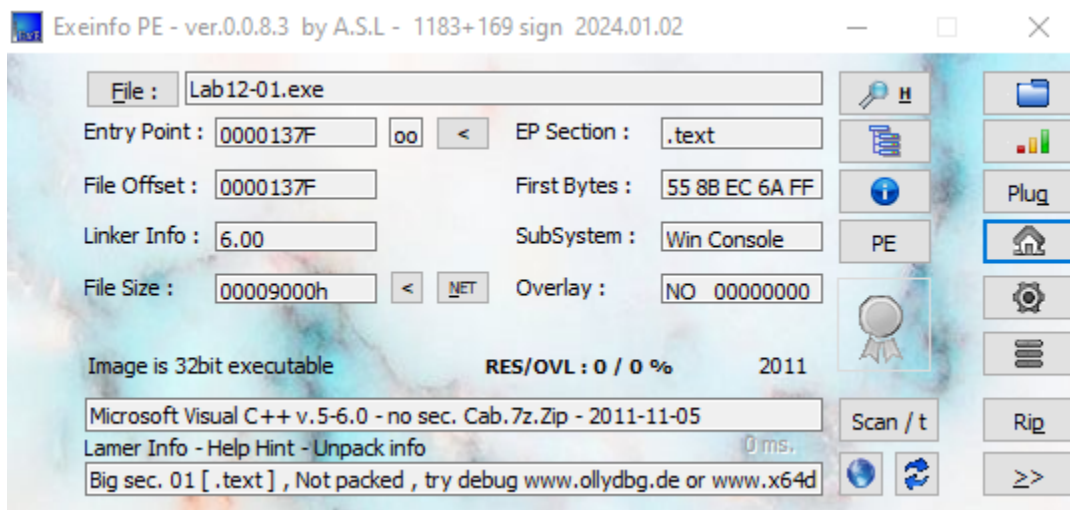 Exeinfo PE - ver.0.0.8.3 by A.S.L - 1183+169 sign 2024.01.02
File : Lab12-01.exe H
Entry Point : 0000137F oo < EP Section : .text
File Offset : 0000137F First Bytes : 55 8B EC 6A FF Plug
Linker Info : 6.00 SubSystem : Win Console PE
File Size : 00009000h < NET Overlay : NO 00000000
Image is 32bit executable RES/OVL : 0 / 0 % 2011
Microsoft Visual C++ v.5-6.0 - no sec. Cab.7z.Zip - 2011-11-05 Scan / t Rip
Lamer Info - Help Hint - Unpack info 0 ms.
Big sec. 01 [ .text ] , Not packed , try debug www.ollydbg.de or www.x64d >>